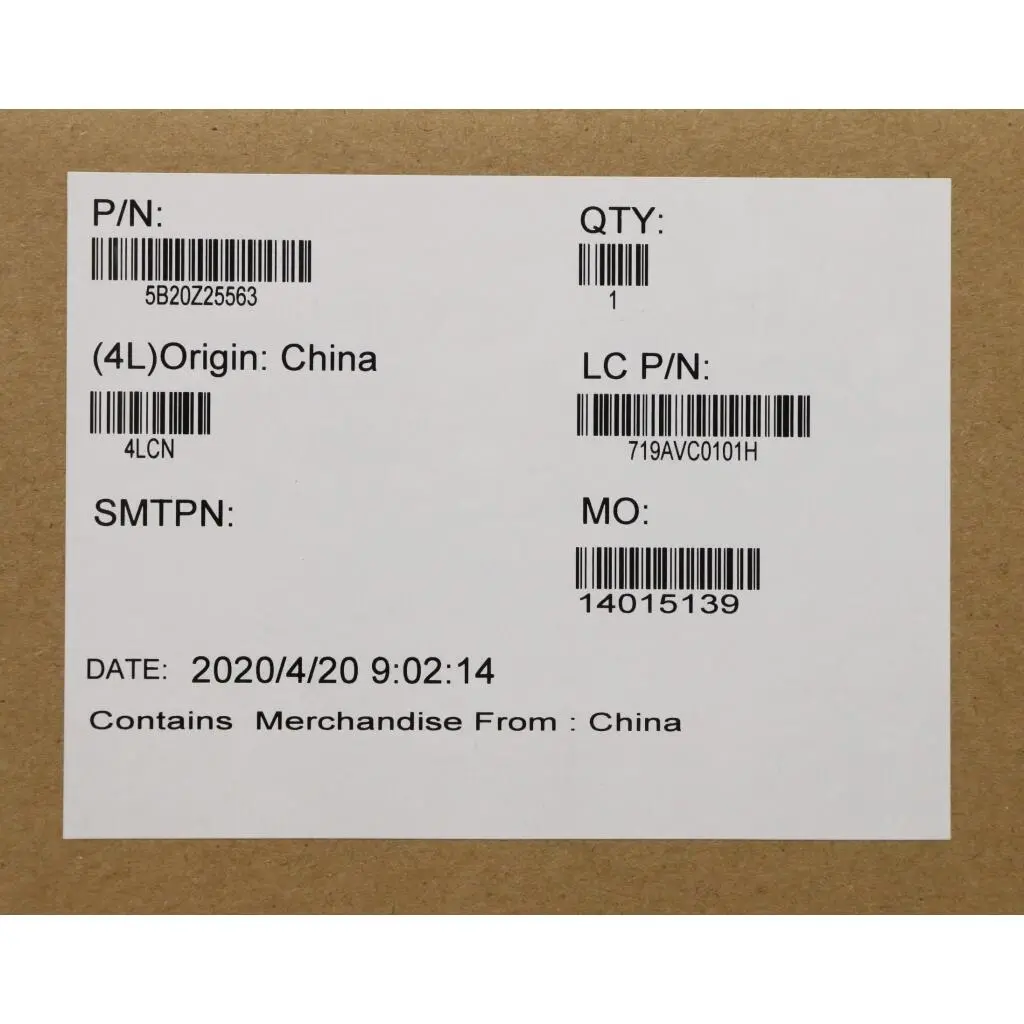 P/N:
5B20Z25563
QTY:
1
(4L)Origin: China
4LCN
LC P/N:
719AVC0101H
SMTPN:
MO:
14015139
DATE: 2020/4/20 9:02:14
Contains Merchandise From : China